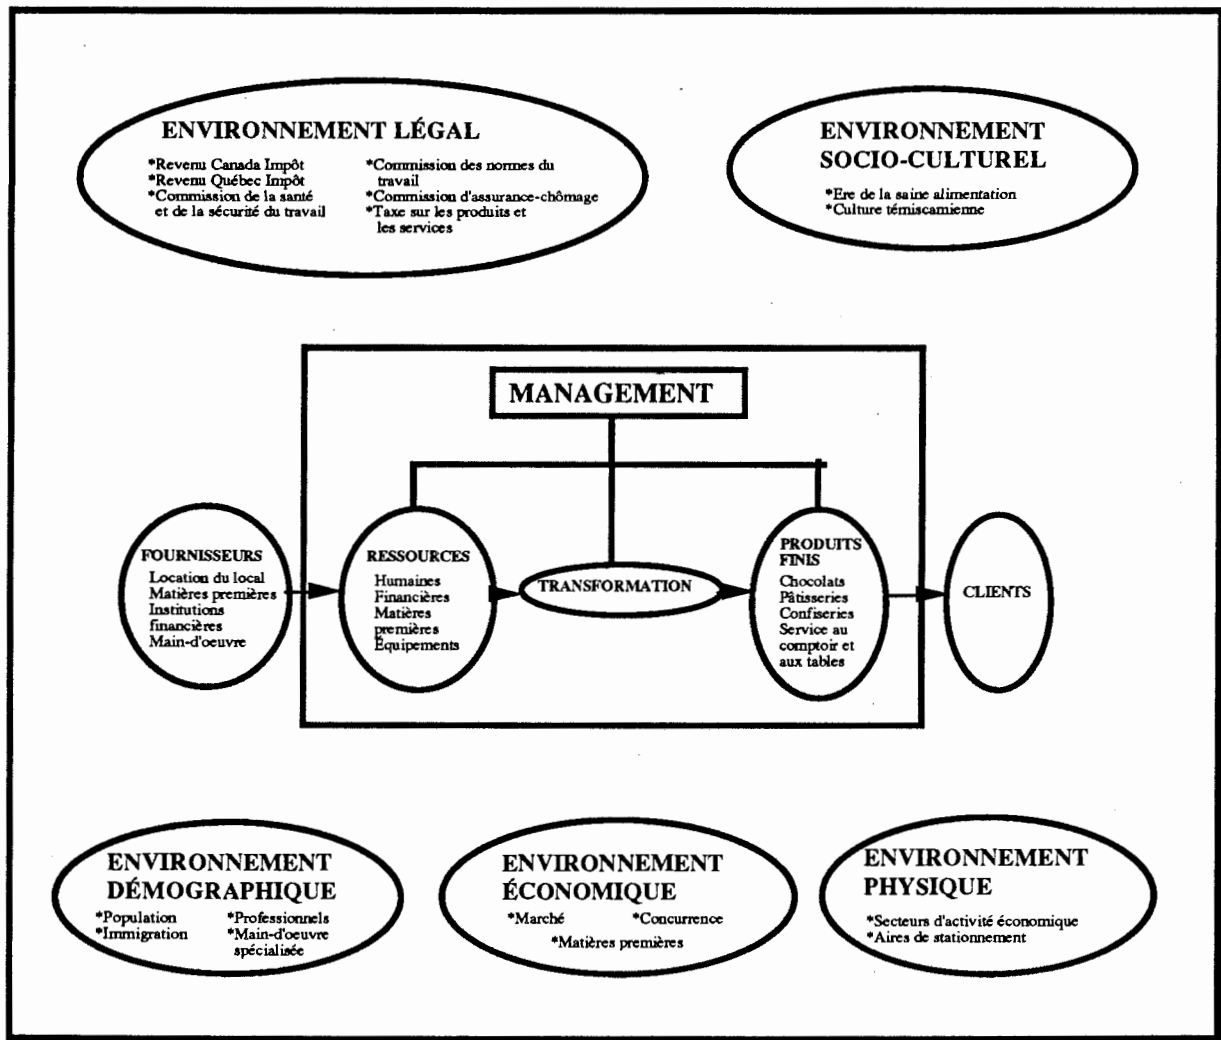 ENVIRONNEMENT LÉGAL
*Revenu Canada Impôt
*Revenu Québec Impôt
*Commission de la santé
et de la sécurité du travail
*Commission des normes du
travail
*Commission d'assurance-chômage
*Taxe sur les produits et
les services
ENVIRONNEMENT
SOCIO-CULTUREL
*Ere de la saine alimentation
*Culture témiscamienne
MANAGEMENT
FOURNISSEURS
Location du local
Matières premières
Institutions
financières
Main-d'oeuvre
RESSOURCES
Humaines
Financières
Matières
premières
Équipements
TRANSFORMATION
PRODUITS
FINIS
Chocolats
Pâtisseries
Confiseries
Service au
comptoir et
aux tables
CLIENTS
ENVIRONNEMENT
DÉMOGRAPHIQUE
*Population
*Immigration
*Professionnels
*Main-d'oeuvre
spécialisée
ENVIRONNEMENT
ÉCONOMIQUE
*Marché
*Concurrence
*Matières premières
ENVIRONNEMENT
PHYSIQUE
*Secteurs d'activité économique
*Aires de stationnement